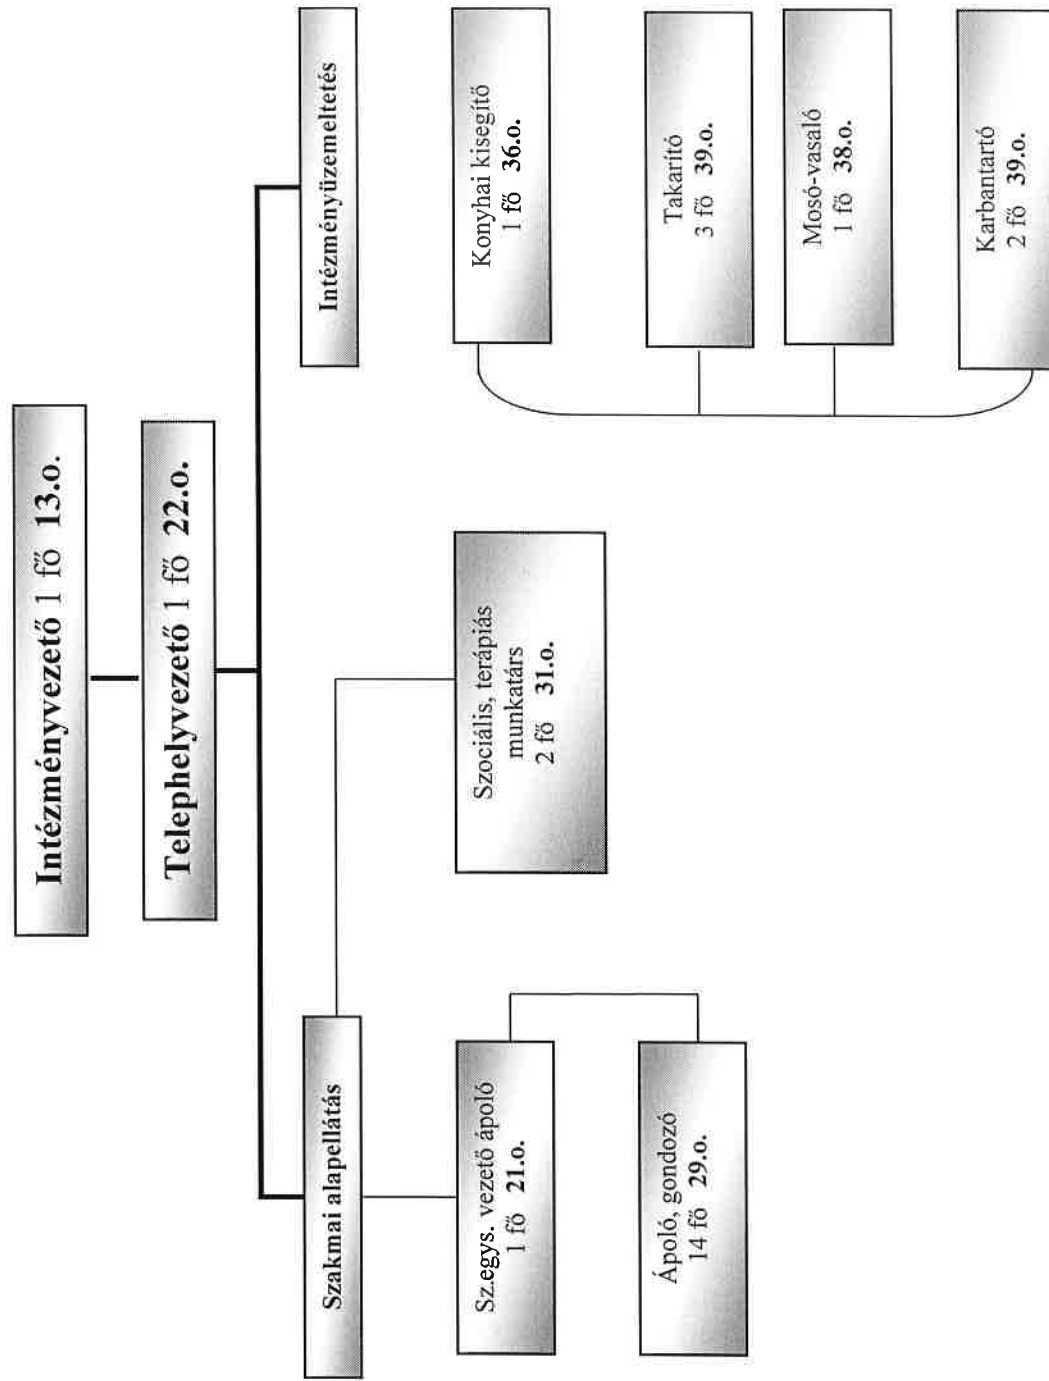 Intézményvezető 1 fő 13.o.
Telephelyvezető 1 fő 22.o.
Szakmai alapellátás
Intézményüzemeltetés
Sz.egys. vezető ápoló
1 fő 21.o.
Ápoló, gondozó
14 fő 29.o.
Szociális, terápiás
munkatárs
2 fő 31.o.
Konyhai kisegítő
1 fő 36.o.
Takarító
3 fő 39.o.
Mosó-vasaló
1 fő 38.o.
Karbantartó
2 fő 39.o.